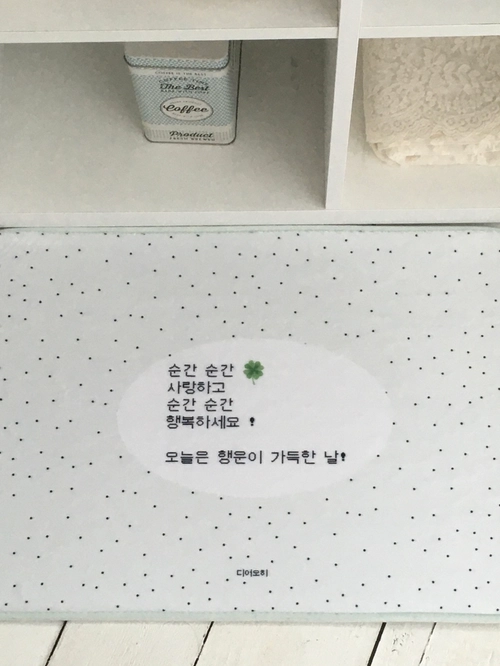 The Best
Coffee
Product
순간 순간
사랑하고
순간 순간
행복하세요 !
오늘은 행운이 가득한 날!
디어오히